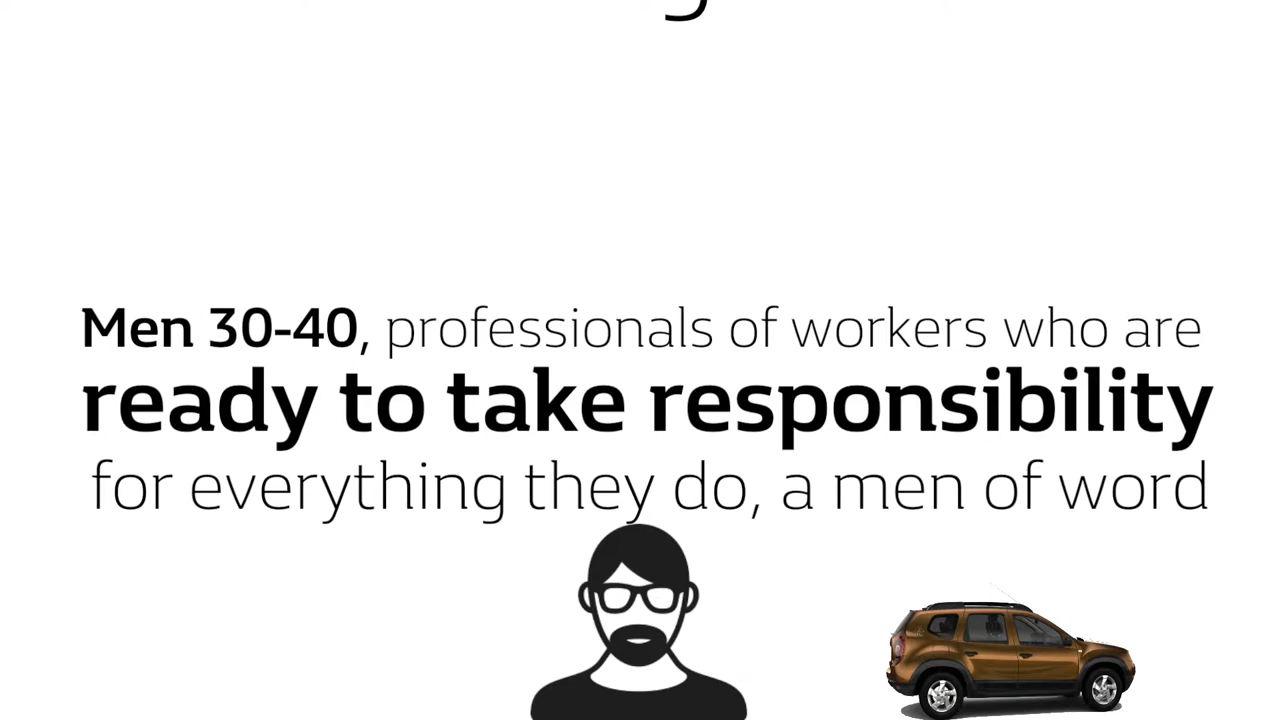 Men 30-40, professionals of workers who are
ready to take responsibility
for everything they do, a men of word